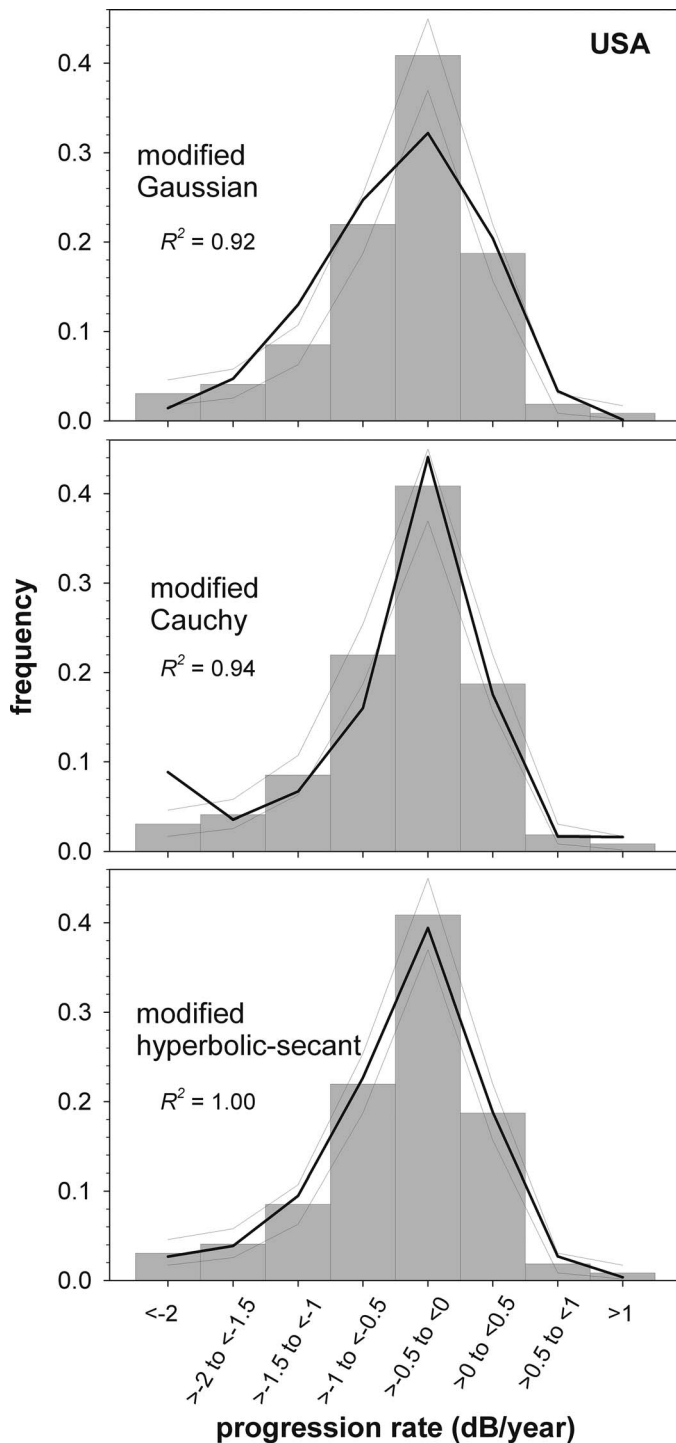 USA
0.4
0.3
0.2
0.1
0.0
modified
Gaussian
R² = 0.92
0.4
0.3
0.2
0.1
0.0
modified
Cauchy
R² = 0.94
frequency
0.4
0.3
0.2
0.1
0.0
modified
hyperbolic-secant
R² = 1.00
<-2
>-2 to <-1.5
>-1.5 to <-1
>-1 to <-0.5
>-0.5 to <0
>0 to <0.5
>0.5 to <1
>1
progression rate (dB/year)